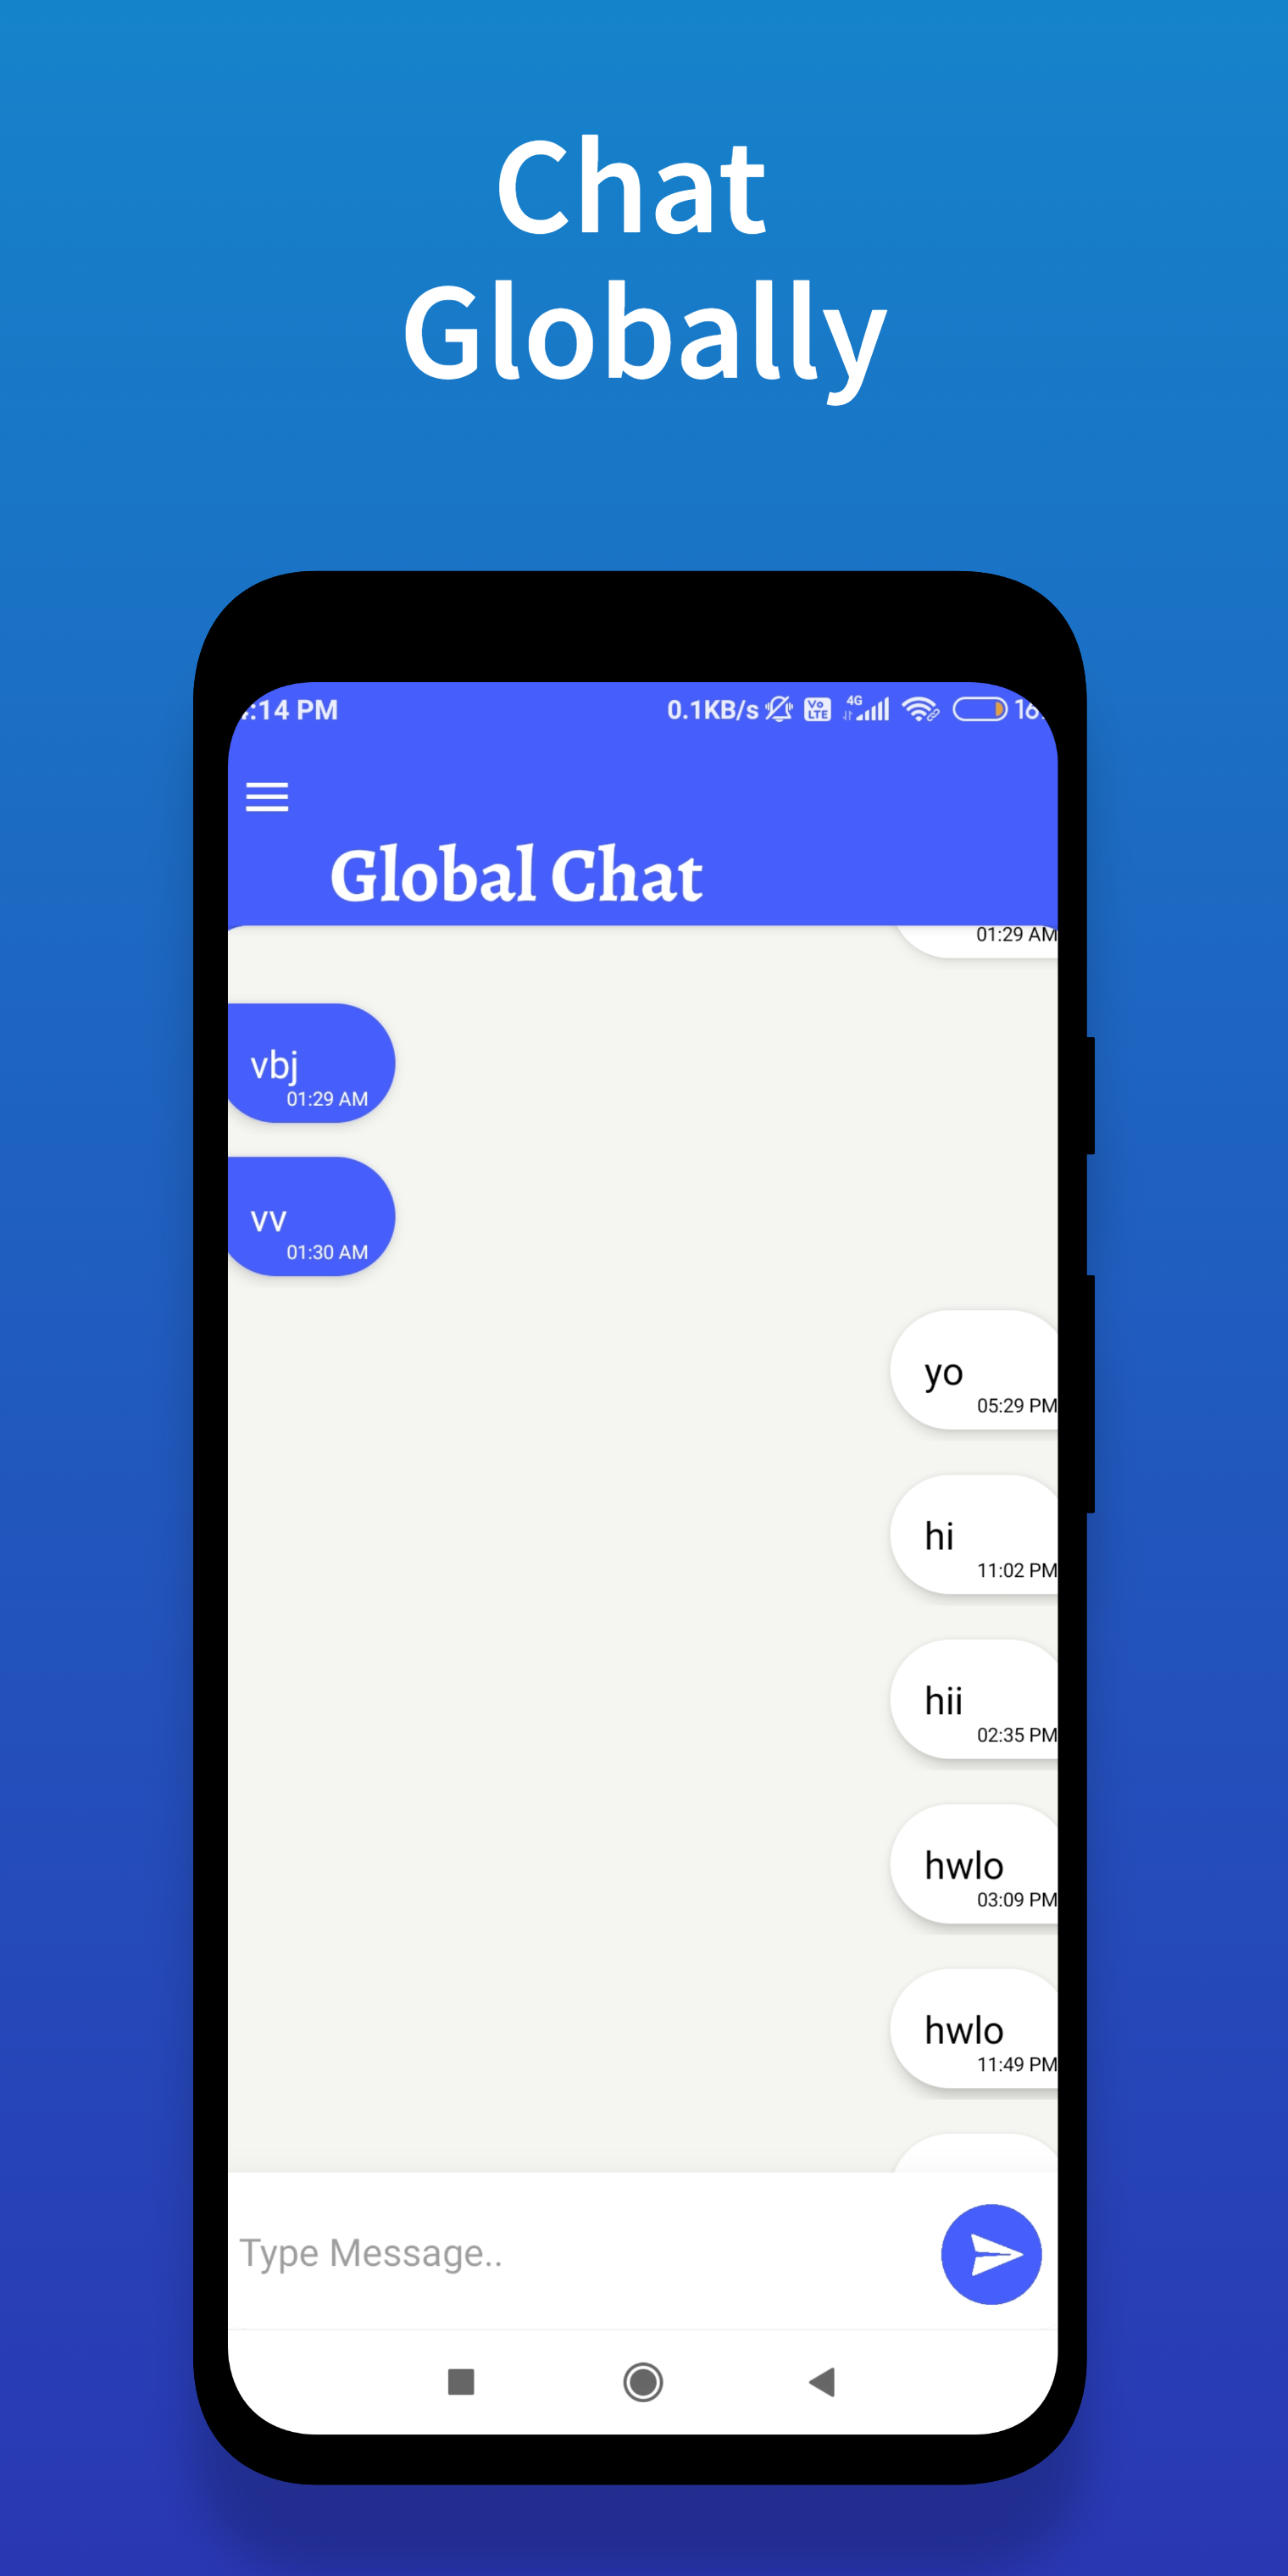 Chat
Globally
:14 PM 0.1KB/s Vo LTE 4G 16
Global Chat
01:29 AM
vbj
01:29 AM
vv
01:30 AM
yo
05:29 PM
hi
11:02 PM
hii
02:35 PM
hwlo
03:09 PM
hwlo
11:49 PM
Type Message..